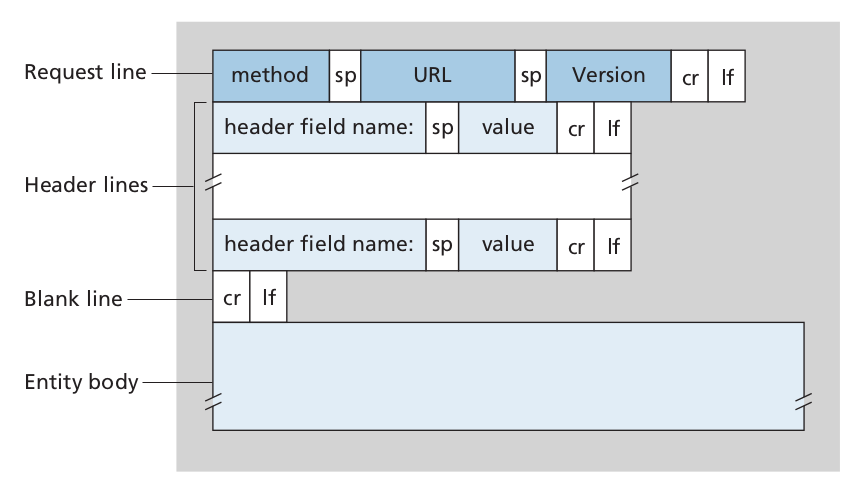 Request line
method sp URL sp Version cr lf
header field name: sp value cr lf
Header lines
header field name: sp value cr lf
Blank line
cr lf
Entity body